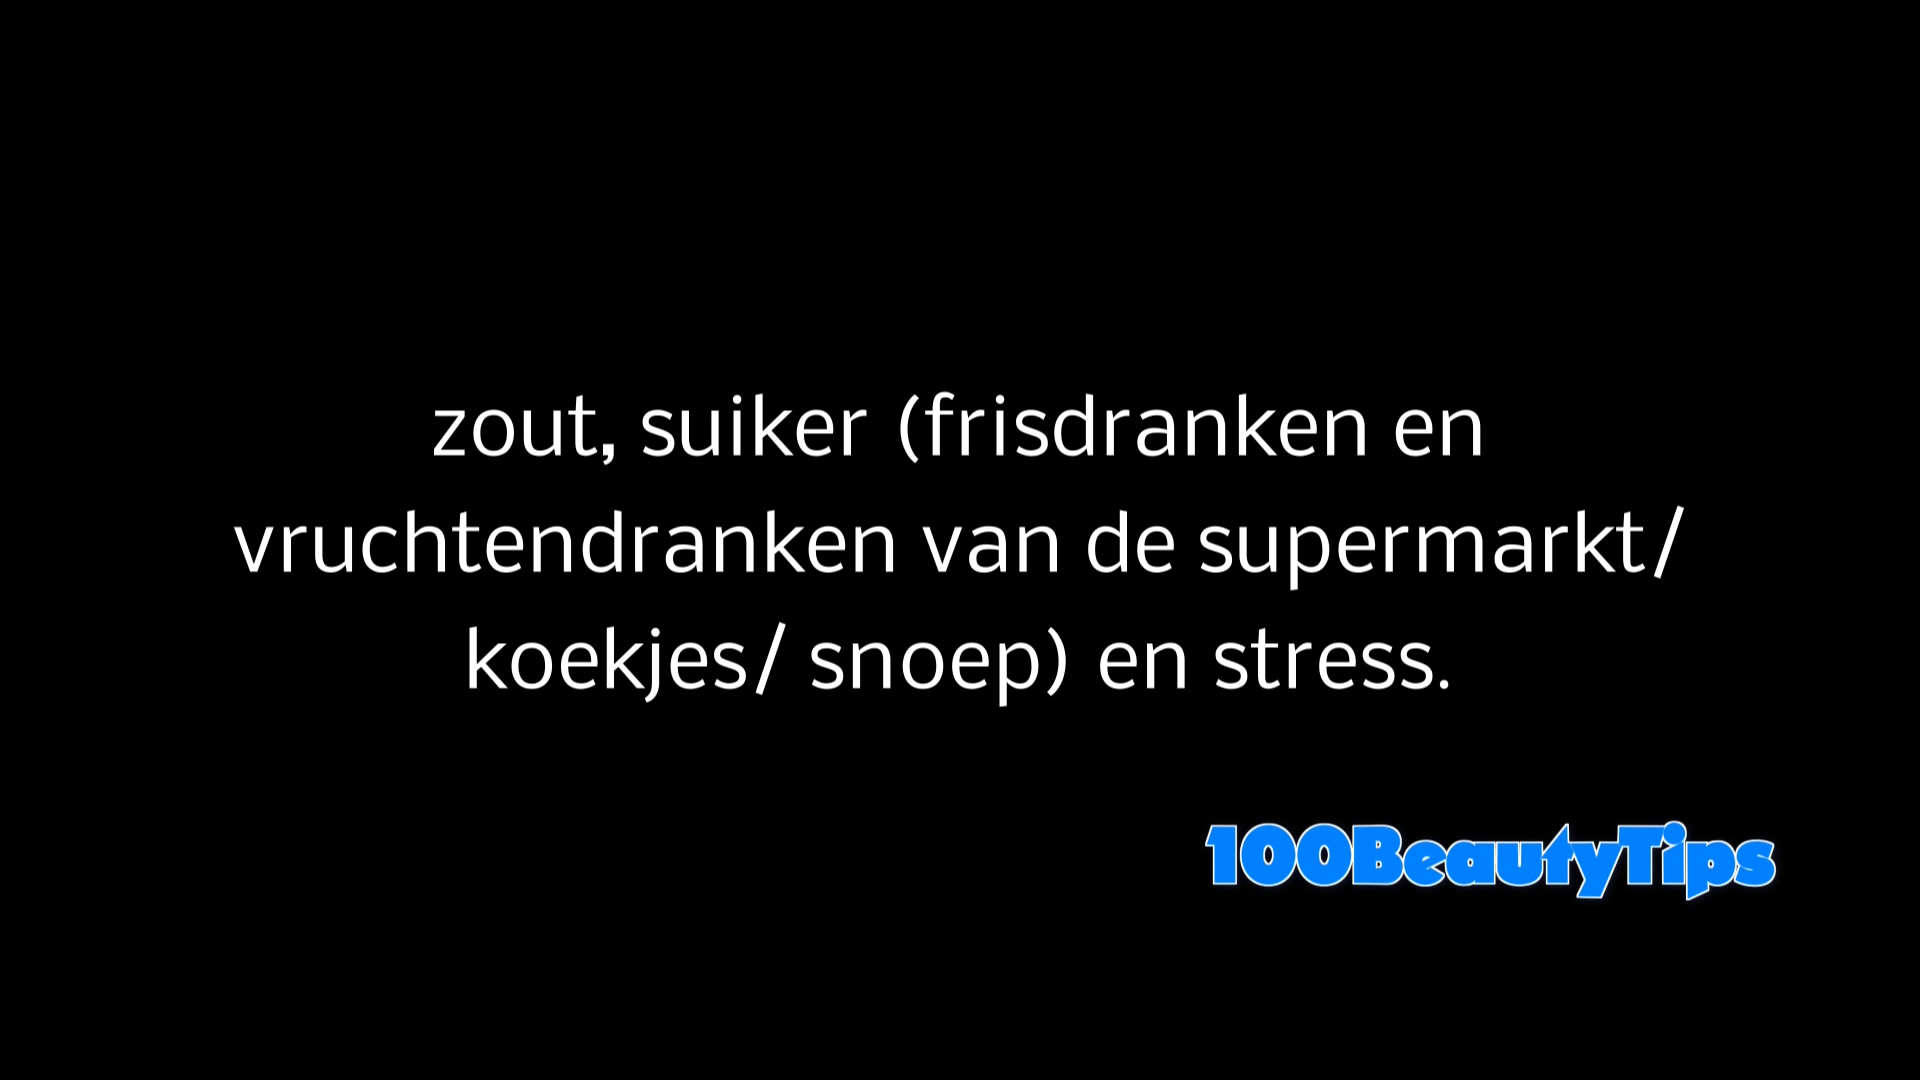 zout, suiker (frisdranken en
vruchtendranken van de supermarkt/
koekjes/ snoep) en stress.
100BeautyTips